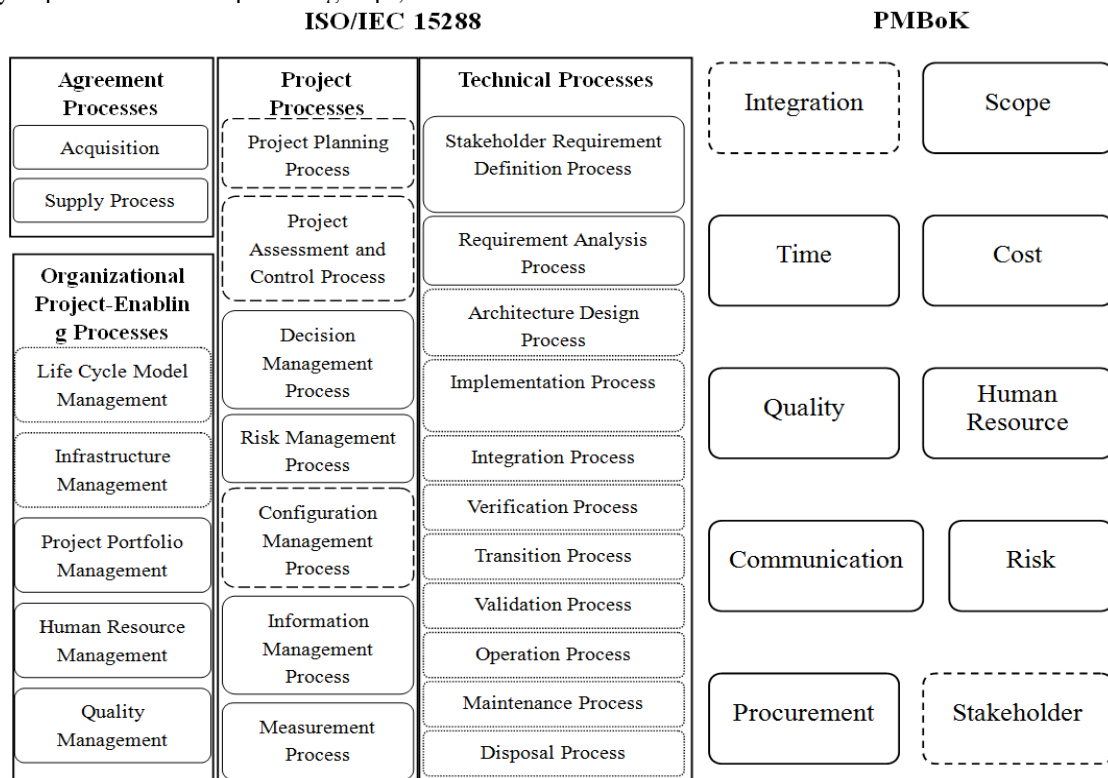 ISO/IEC 15288
PMBoK
Agreement
Processes
Acquisition
Supply Process
Organizational
Project-Enablin
g Processes
Life Cycle Model
Management
Infrastructure
Management
Project Portfolio
Management
Human Resource
Management
Quality
Management
Project
Processes
Project Planning
Process
Project
Assessment and
Control Process
Decision
Management
Process
Risk Management
Process
Configuration
Management
Process
Information
Management
Process
Measurement
Process
Technical Processes
Stakeholder Requirement
Definition Process
Requirement Analysis
Process
Architecture Design
Process
Implementation Process
Integration Process
Verification Process
Transition Process
Validation Process
Operation Process
Maintenance Process
Disposal Process
Integration
Scope
Time
Cost
Quality
Human
Resource
Communication
Risk
Procurement
Stakeholder